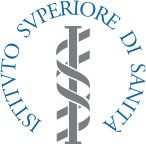 ISTITVTO SVPERIORE DI SANITÀ